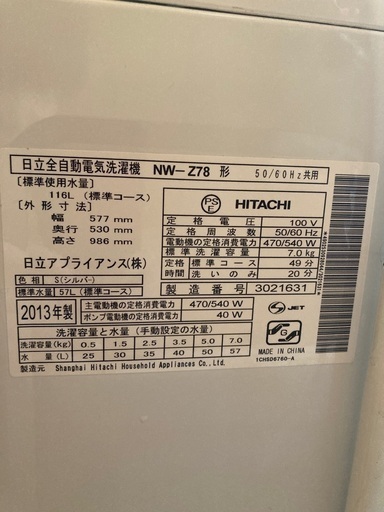 日立全自動電気洗濯機 NW-Z78 形 50/60Hz共用
〔標準使用水量〕
116L (標準コース)
〔外形寸法〕
幅 577 mm
奥行 530 mm
高さ 986 mm
日立アプライアンス(株)
色相 S(シルバー)
標準水量 57L (標準コース)
PS
E
HITACHI
定格電圧 100 V
定格周波数 50/60 Hz
電動機の定格消費電力 470/540 W
標準洗濯容量 7.0 kg
定格 標準コース 49 分
時間 洗いのみ 20 分
製造番号 3021631
2013年製
主電動機の定格消費電力 470/540 W
ポンプ電動機の定格消費電力 40 W
S-JET
洗濯容量と水量 (手動設定の水量)
洗濯容量(kg) 0.5 1.5 2.5 3.5 5.0 7.0
水量(L) 25 30 35 40 50 57
製造元 Shanghai Hitachi Household Appliances Co.,Ltd.
G
MADE IN CHINA
1CHSD6760-A